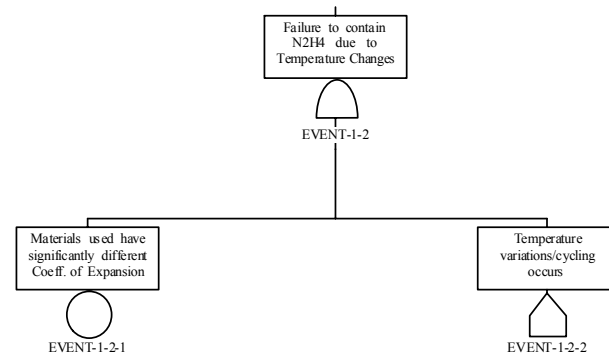 Failure to contain
N2H4 due to
Temperature Changes
EVENT-1-2
Materials used have
significantly different
Coeff. of Expansion
EVENT-1-2-1
Temperature
variations/cycling
occurs
EVENT-1-2-2